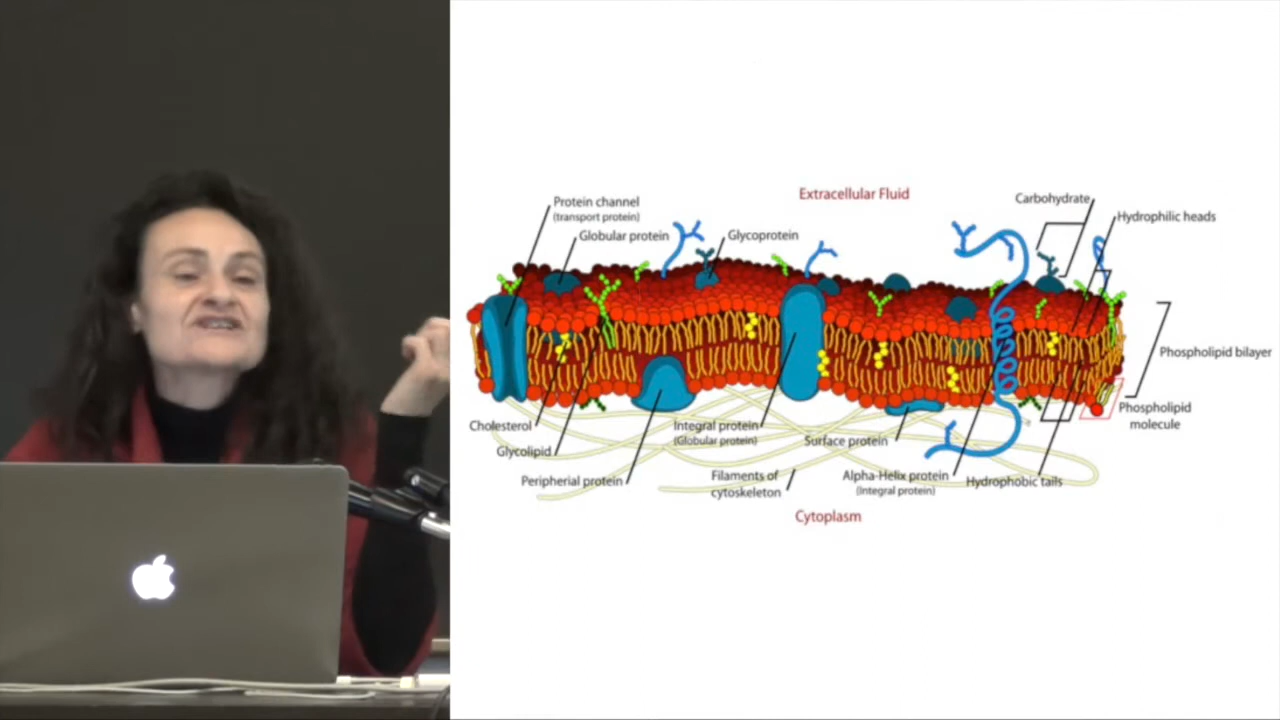 Extracellular Fluid
Protein channel
(transport protein)
Carbohydrate
Hydrophilic heads
Globular protein
Glycoprotein
Phospholipid bilayer
Phospholipid
molecule
Cholesterol
Integral protein
(Globular protein)
Surface protein
Glycolipid
Peripherial protein
Filaments of
cytoskeleton
Alpha-Helix protein
(Integral protein)
Hydrophobic tails
Cytoplasm